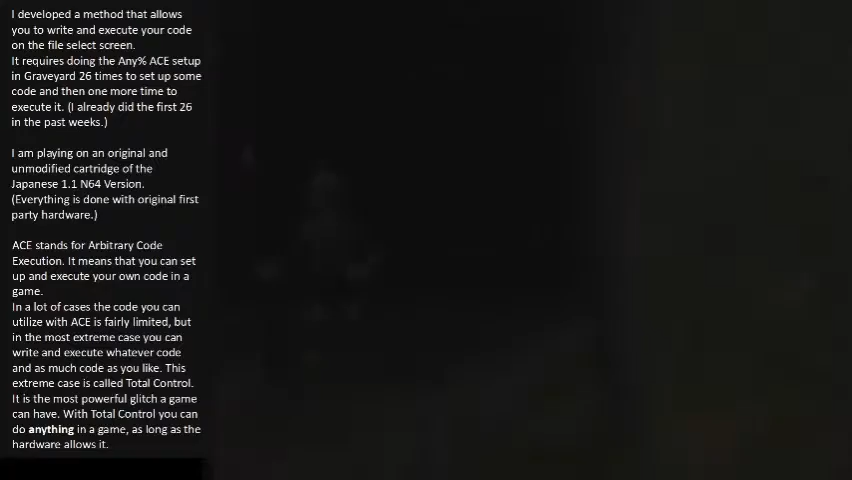 I developed a method that allows
you to write and execute your code
on the file select screen.
It requires doing the Any% ACE setup
in Graveyard 26 times to set up some
code and then one more time to
execute it. (I already did the first 26
in the past weeks.)
I am playing on an original and
unmodified cartridge of the
Japanese 1.1 N64 Version.
(Everything is done with original first
party hardware.)
ACE stands for Arbitrary Code
Execution. It means that you can set
up and execute your own code in a
game.
In a lot of cases the code you can
utilize with ACE is fairly limited, but
in the most extreme case you can
write and execute whatever code
and as much code as you like. This
extreme case is called Total Control.
It is the most powerful glitch a game
can have. With Total Control you can
do anything in a game, as long as the
hardware allows it.